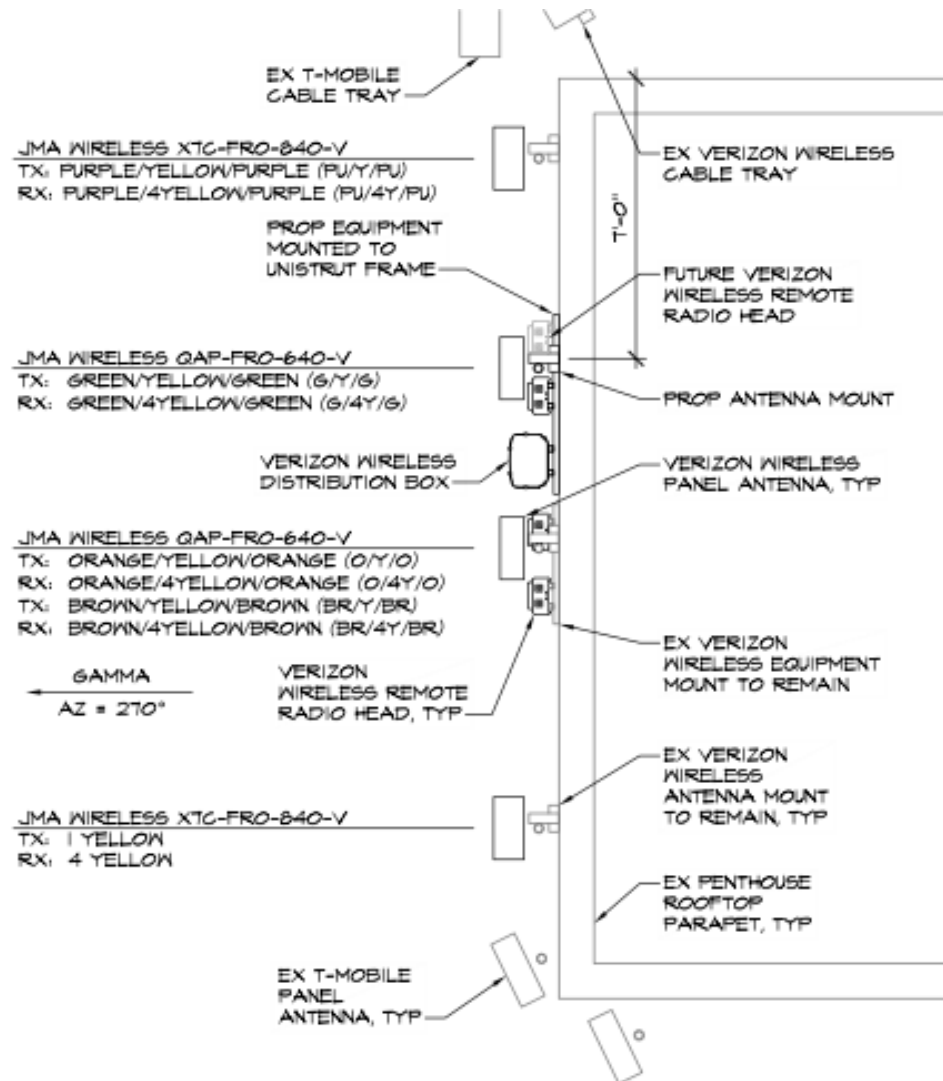 EX T-MOBILE
CABLE TRAY
JMA WIRELESS X7C-FRO-840-V
TX: PURPLE/YELLOW/PURPLE (PU/Y/PU)
RX: PURPLE/4YELLOW/PURPLE (PU/4Y/PU)
EX VERIZON WIRELESS
CABLE TRAY
7'-0"
PROP EQUIPMENT
MOUNTED TO
UNISTRUT FRAME
FUTURE VERIZON
WIRELESS REMOTE
RADIO HEAD
JMA WIRELESS QAP-FRO-640-V
TX: GREEN/YELLOW/GREEN (G/Y/G)
RX: GREEN/4YELLOW/GREEN (G/4Y/G)
PROP ANTENNA MOUNT
VERIZON WIRELESS
DISTRIBUTION BOX
VERIZON WIRELESS
PANEL ANTENNA, TYP
JMA WIRELESS QAP-FRO-640-V
TX: ORANGE/YELLOW/ORANGE (O/Y/O)
RX: ORANGE/4YELLOW/ORANGE (O/4Y/O)
TX: BROWN/YELLOW/BROWN (BR/Y/BR)
RX: BROWN/4YELLOW/BROWN (BR/4Y/BR)
EX VERIZON
WIRELESS EQUIPMENT
MOUNT TO REMAIN
GAMMA
AZ = 270°
VERIZON
WIRELESS REMOTE
RADIO HEAD, TYP
EX VERIZON
WIRELESS
ANTENNA MOUNT
TO REMAIN, TYP
JMA WIRELESS X7C-FRO-840-V
TX: 1 YELLOW
RX: 4 YELLOW
EX PENTHOUSE
ROOFTOP
PARAPET, TYP
EX T-MOBILE
PANEL
ANTENNA, TYP